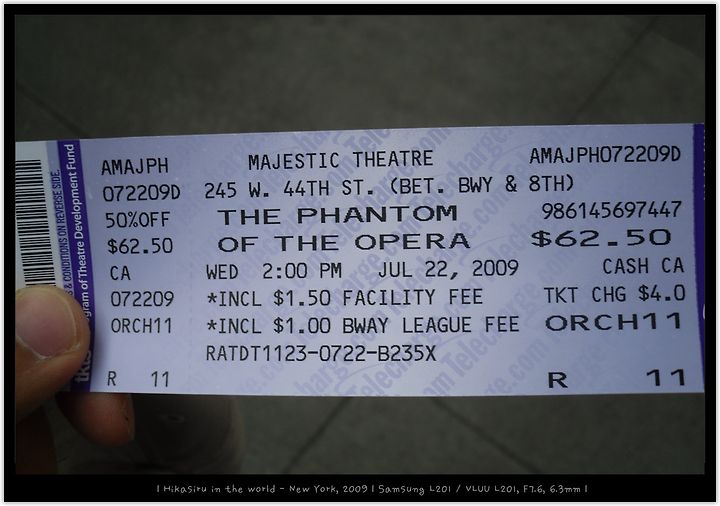 & CONDITIONS ON REVERSE SIDE.
gram of Theatre Development Fund
tkts
AMAJPH
072209D
50%OFF
$62.50
CA
072209
ORCH11
R 11
MAJESTIC THEATRE
245 W. 44TH ST. (BET. BWY & 8TH)
THE PHANTOM
OF THE OPERA
WED 2:00 PM JUL 22, 2009
*INCL $1.50 FACILITY FEE
*INCL $1.00 BWAY LEAGUE FEE
RATDT1123-0722-B235X
AMAJPH072209D
986145697447
$62.50
CASH CA
TKT CHG $4.0
ORCH11
R 11
| Hikasiru in the world - New York, 2009 | Samsung L201 / VLUU L201, F7.6, 6.3mm |